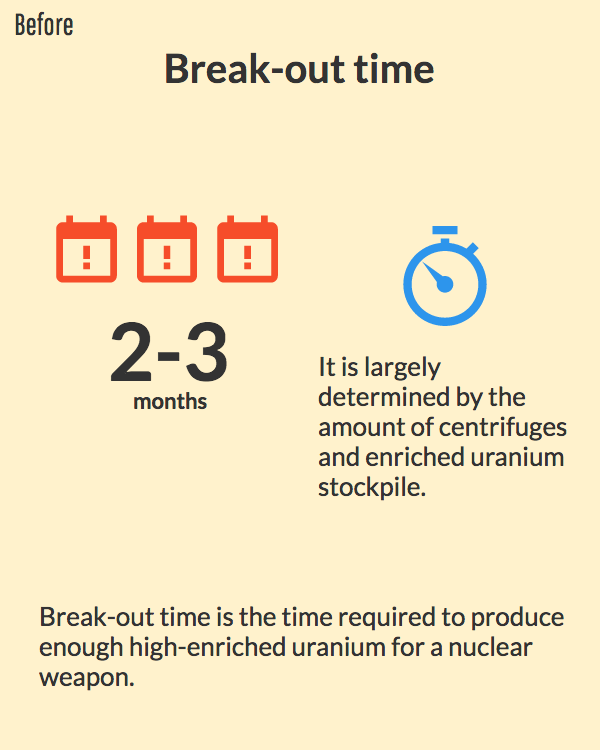 Before
Break-out time
2-3
months
It is largely
determined by the
amount of centrifuges
and enriched uranium
stockpile.
Break-out time is the time required to produce
enough high-enriched uranium for a nuclear
weapon.